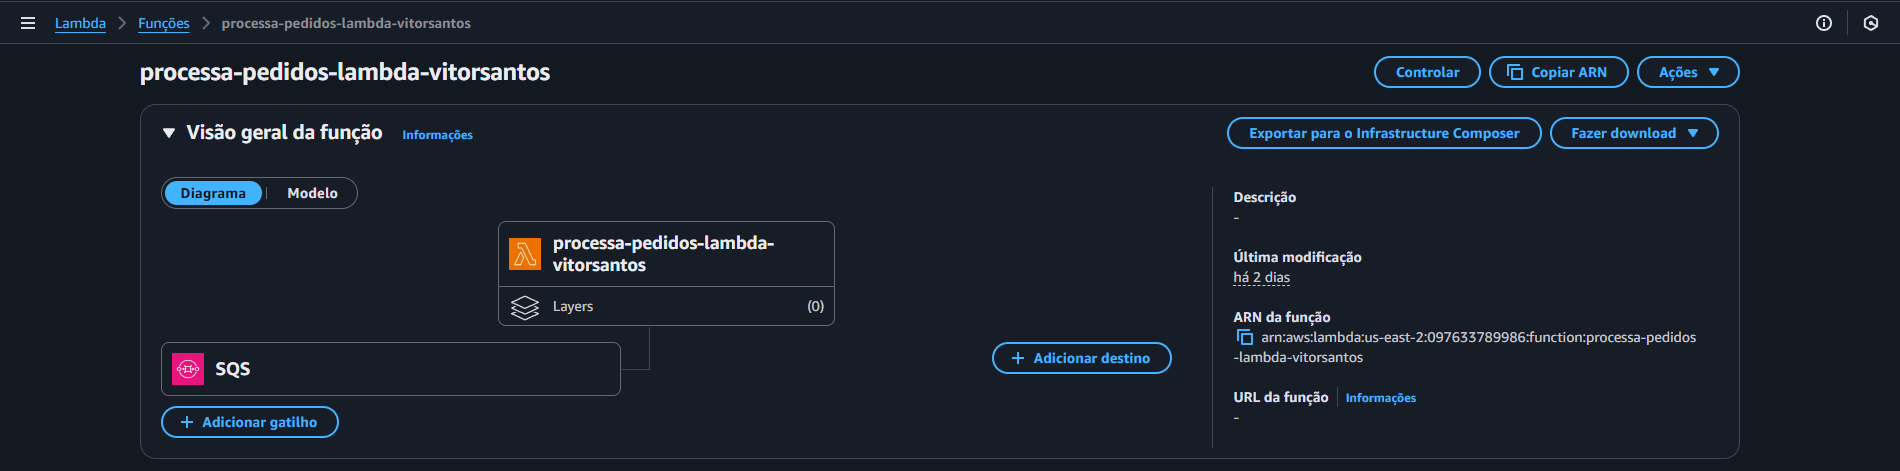 Lambda > Funções > processa-pedidos-lambda-vitorsantos
processa-pedidos-lambda-vitorsantos
Controlar
Copiar ARN
Ações
Visão geral da função
Informações
Exportar para o Infrastructure Composer
Fazer download
Diagrama
Modelo
processa-pedidos-lambda-
vitorsantos
Layers
(0)
SQS
+ Adicionar gatilho
+ Adicionar destino
Descrição
-
Última modificação
há 2 dias
ARN da função
arn:aws:lambda:us-east-2:097633789986:function:processa-pedidos
-lambda-vitorsantos
URL da função
Informações
-